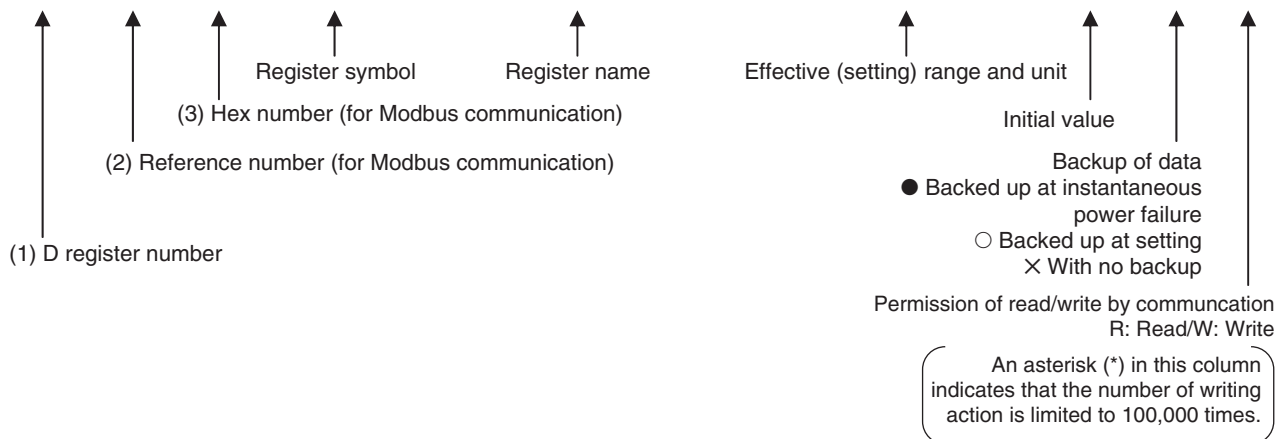 Register symbol
Register name
Effective (setting) range and unit
(3) Hex number (for Modbus communication)
Initial value
(2) Reference number (for Modbus communication)
Backup of data
● Backed up at instantaneous
power failure
○ Backed up at setting
✕ With no backup
(1) D register number
Permission of read/write by communcation
R: Read/W: Write
An asterisk (*) in this column
indicates that the number of writing
action is limited to 100,000 times.